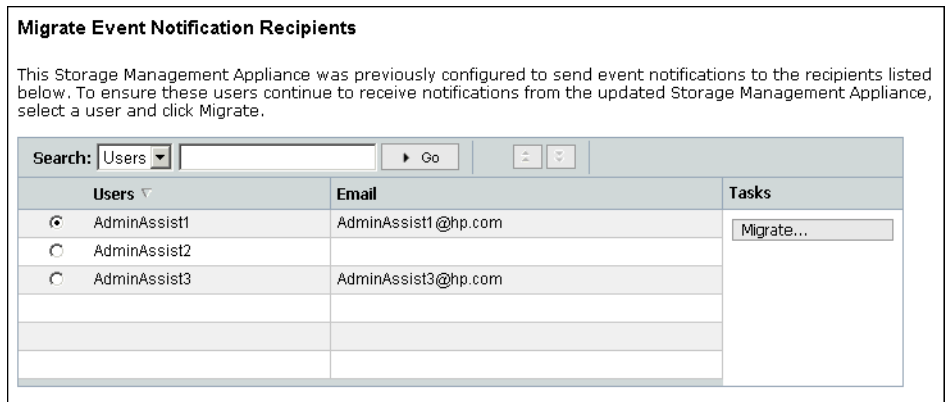 Migrate Event Notification Recipients
This Storage Management Appliance was previously configured to send event notifications to the recipients listed
below. To ensure these users continue to receive notifications from the updated Storage Management Appliance,
select a user and click Migrate.
Search: Users Go
Users Email Tasks
AdminAssist1 AdminAssist1@hp.com Migrate...
AdminAssist2
AdminAssist3 AdminAssist3@hp.com